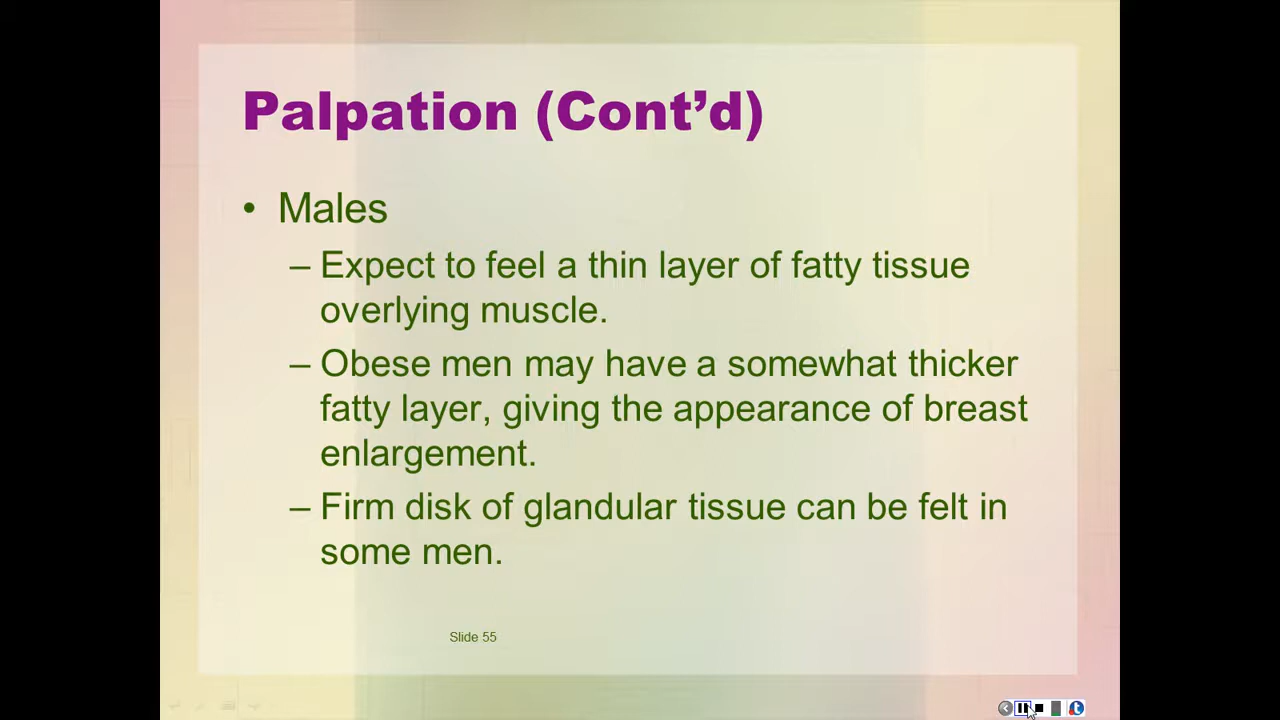 Palpation (Cont’d)
• Males
– Expect to feel a thin layer of fatty tissue
overlying muscle.
– Obese men may have a somewhat thicker
fatty layer, giving the appearance of breast
enlargement.
– Firm disk of glandular tissue can be felt in
some men.
Slide 55